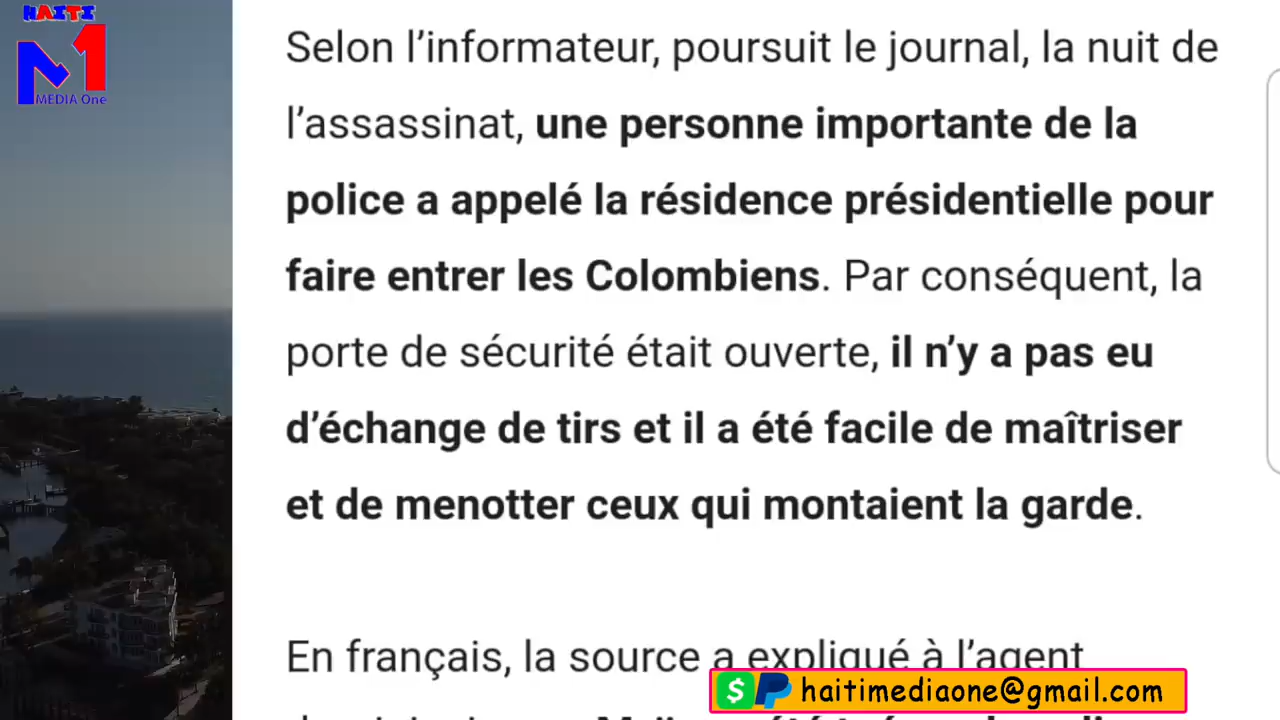 HAITI
M1
MEDIA One
Selon l’informateur, poursuit le journal, la nuit de
l’assassinat, une personne importante de la
police a appelé la résidence présidentielle pour
faire entrer les Colombiens. Par conséquent, la
porte de sécurité était ouverte, il n’y a pas eu
d’échange de tirs et il a été facile de maîtriser
et de menotter ceux qui montaient la garde.
En français, la source a expliqué à l’agent
$ P haitimediaone@gmail.com